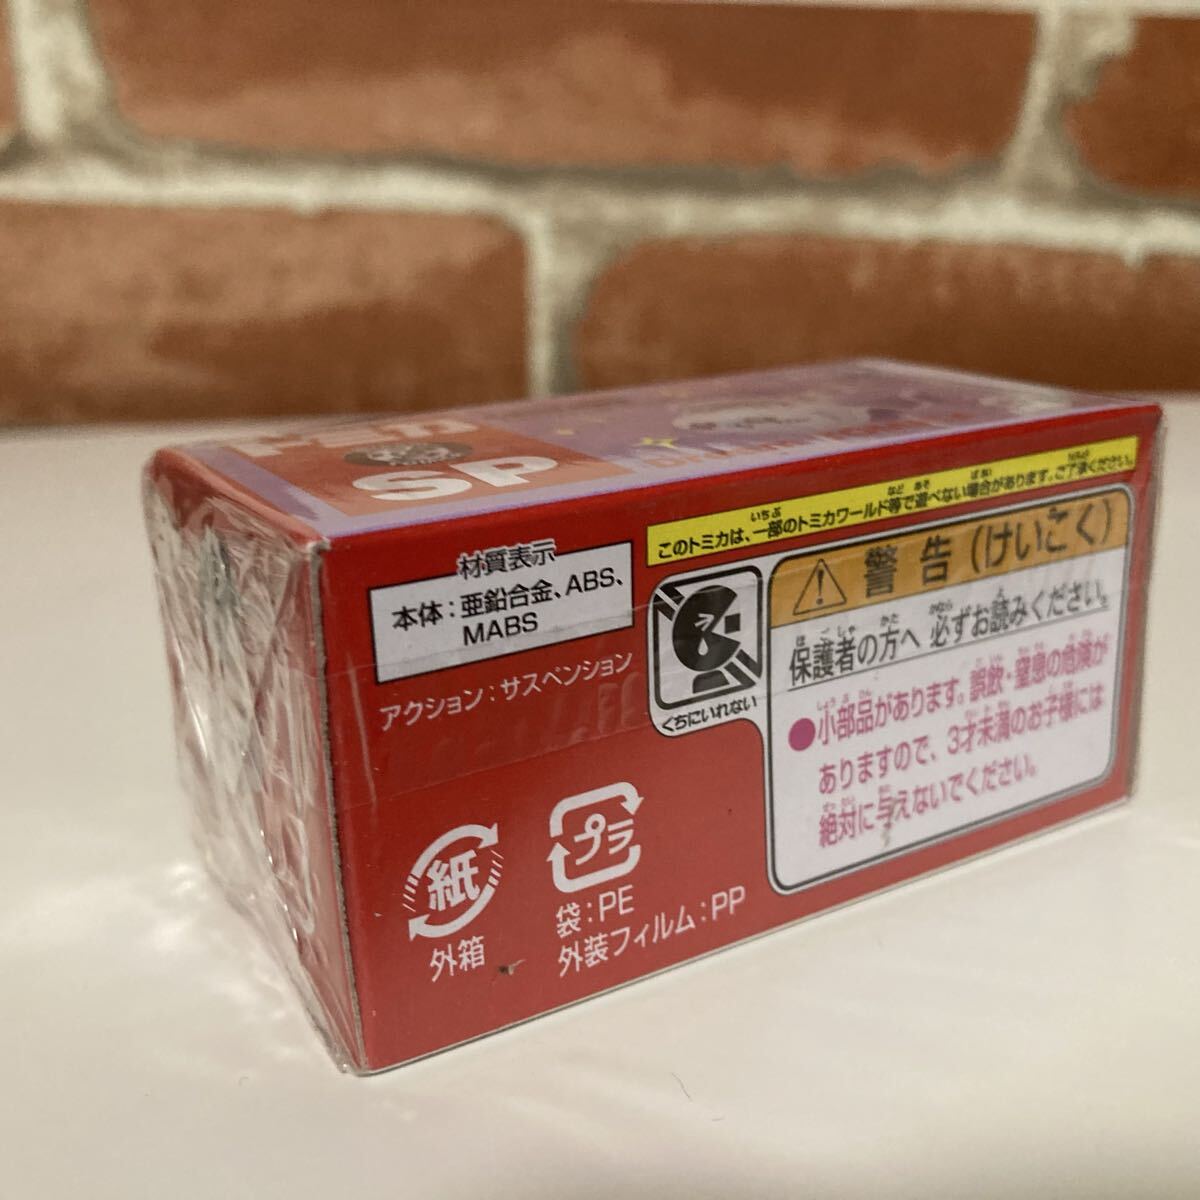 トミカ
SP
材質表示
本体：亜鉛合金、ABS、
MABS
アクション：サスペンション
このトミカは、一部のトミカワールド等で遊べない場合があります。ご了承ください。
くちにいれない
警告（けいこく）
保護者の方へ 必ずお読みください。
●小部品があります。誤飲・窒息の危険が
ありますので、3才未満のお子様には
絶対に与えないでください。
紙
外箱
プラ
袋：PE
外装フィルム：PP